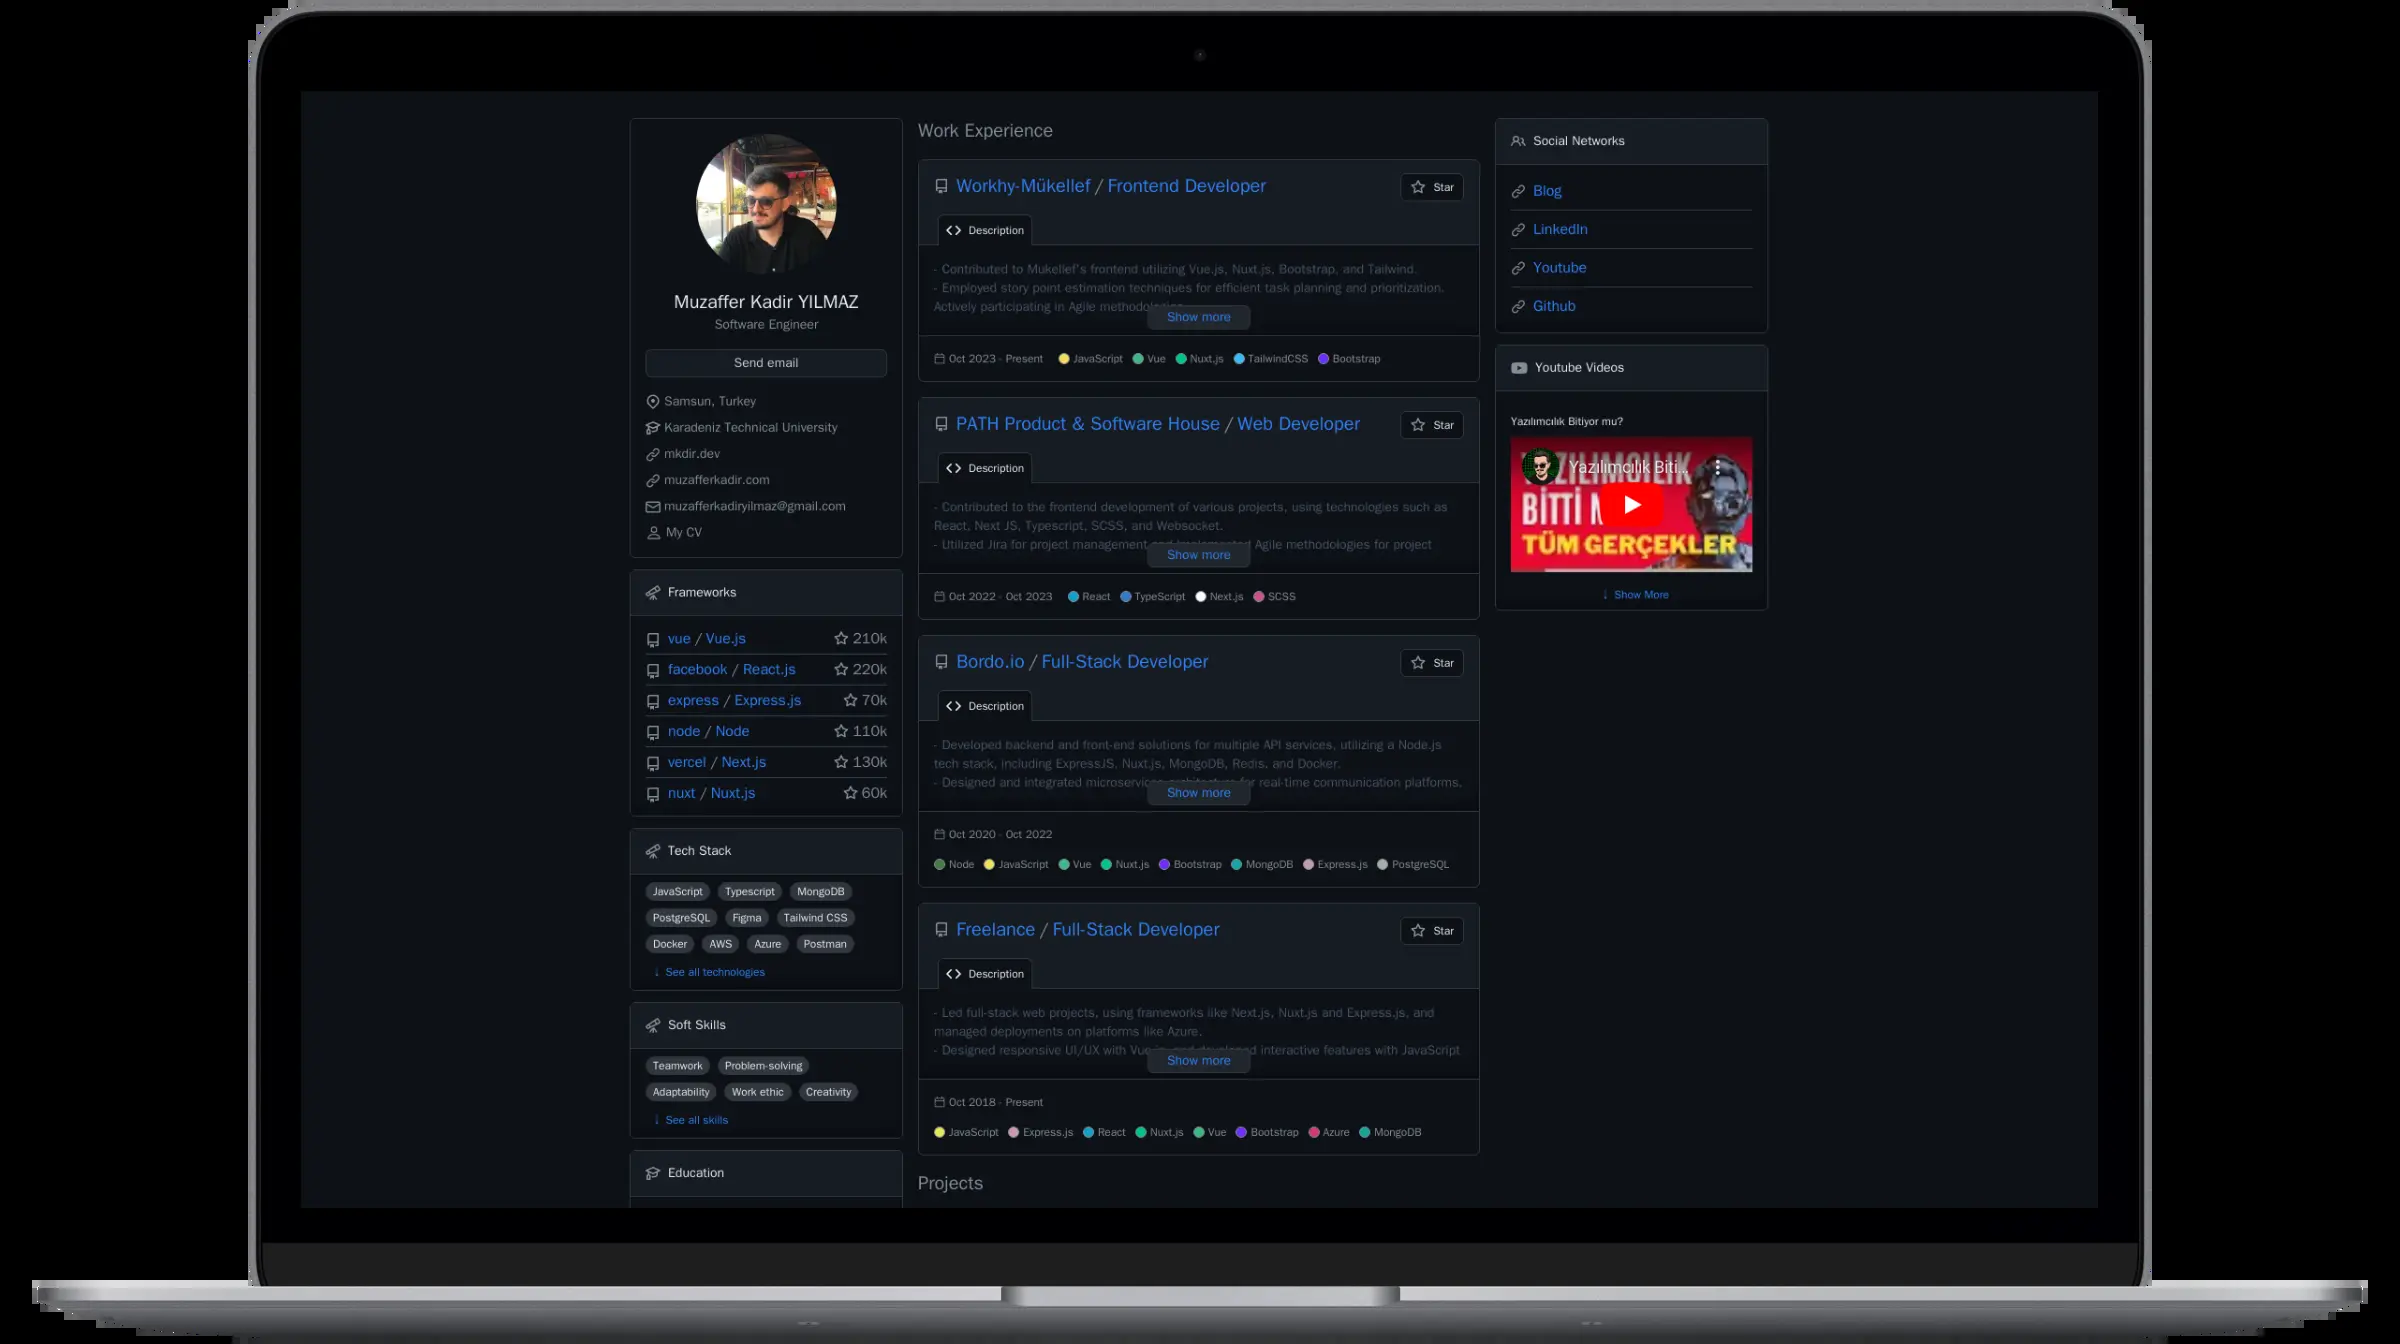 Muzaffer Kadir YILMAZ
Software Engineer
Send email
Samsun, Turkey
Karadeniz Technical University
mkdir.dev
muzafferkadir.com
muzafferkadiryilmaz@gmail.com
My CV
Frameworks
vue / Vue.js 210k
facebook / React.js 220k
express / Express.js 70k
node / Node 110k
vercel / Next.js 130k
nuxt / Nuxt.js 60k
Tech Stack
JavaScript Typescript MongoDB
PostgreSQL Figma Tailwind CSS
Docker AWS Azure Postman
↓ See all technologies
Soft Skills
Teamwork Problem-solving
Adaptability Work ethic Creativity
↓ See all skills
Education
Work Experience
Workhy-Mükellef / Frontend Developer Star
Description
- Contributed to Mukellef's frontend utilizing Vue.js, Nuxt.js, Bootstrap, and Tailwind.
- Employed story point estimation techniques for efficient task planning and prioritization.
Actively participating in Agile methodologies.
Show more
Oct 2023 - Present JavaScript Vue Nuxt.js TailwindCSS Bootstrap
PATH Product & Software House / Web Developer Star
Description
- Contributed to the frontend development of various projects, using technologies such as
React, Next JS, Typescript, SCSS, and Websocket.
- Utilized Jira for project management and implemented Agile methodologies for project
Show more
Oct 2022 - Oct 2023 React TypeScript Next.js SCSS
Bordo.io / Full-Stack Developer Star
Description
- Developed backend and front-end solutions for multiple API services, utilizing a Node.js
tech stack, including ExpressJS, Nuxt.js, MongoDB, Redis, and Docker.
- Designed and integrated microservices architecture for real-time communication platforms.
Show more
Oct 2020 - Oct 2022
Node JavaScript Vue Nuxt.js Bootstrap MongoDB Express.js PostgreSQL
Freelance / Full-Stack Developer Star
Description
- Led full-stack web projects, using frameworks like Next.js, Nuxt.js and Express.js, and
managed deployments on platforms like Azure.
- Designed responsive UI/UX with Vue.js, and developed interactive features with JavaScript
Show more
Oct 2018 - Present
JavaScript Express.js React Nuxt.js Vue Bootstrap Azure MongoDB
Projects
Social Networks
Blog
LinkedIn
Youtube
Github
Youtube Videos
Yazılımcılık Bitiyor mu?
Yazılımcılık Biti...
BİTTİ
TÜM GERÇEKLER
↓ Show More